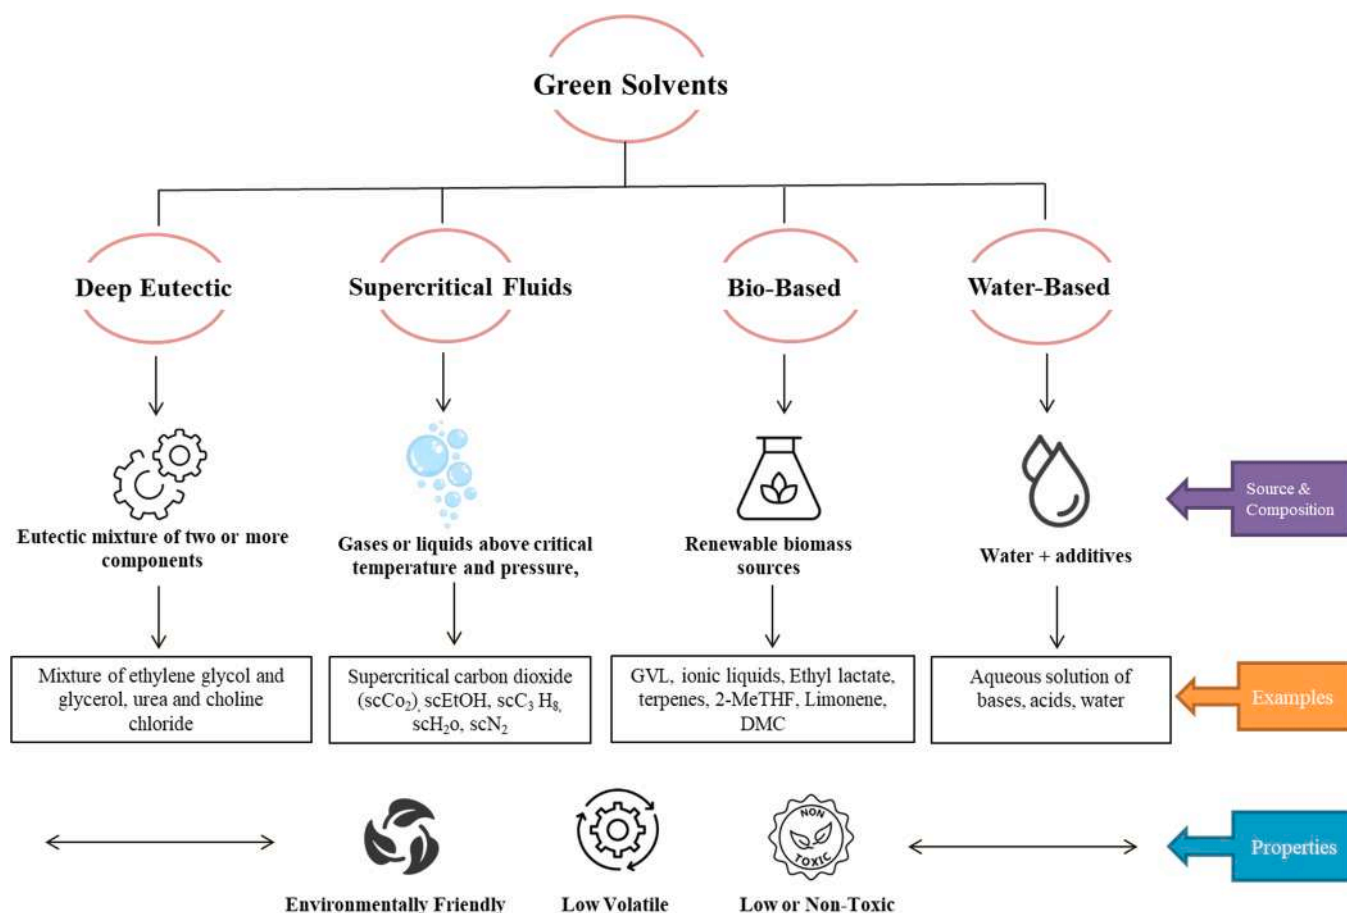 Green Solvents
Deep Eutectic
Supercritical Fluids
Bio-Based
Water-Based
Eutectic mixture of two or more
components
Gases or liquids above critical
temperature and pressure,
Renewable biomass
sources
Water + additives
Source &
Composition
Mixture of ethylene glycol and
glycerol, urea and choline
chloride
Supercritical carbon dioxide
(scCo₂), scEtOH, scC₃ H₈,
scH₂o, scN₂
GVL, ionic liquids, Ethyl lactate,
terpenes, 2-MeTHF, Limonene,
DMC
Aqueous solution of
bases, acids, water
Examples
NON
TOXIC
Properties
Environmentally Friendly
Low Volatile
Low or Non-Toxic